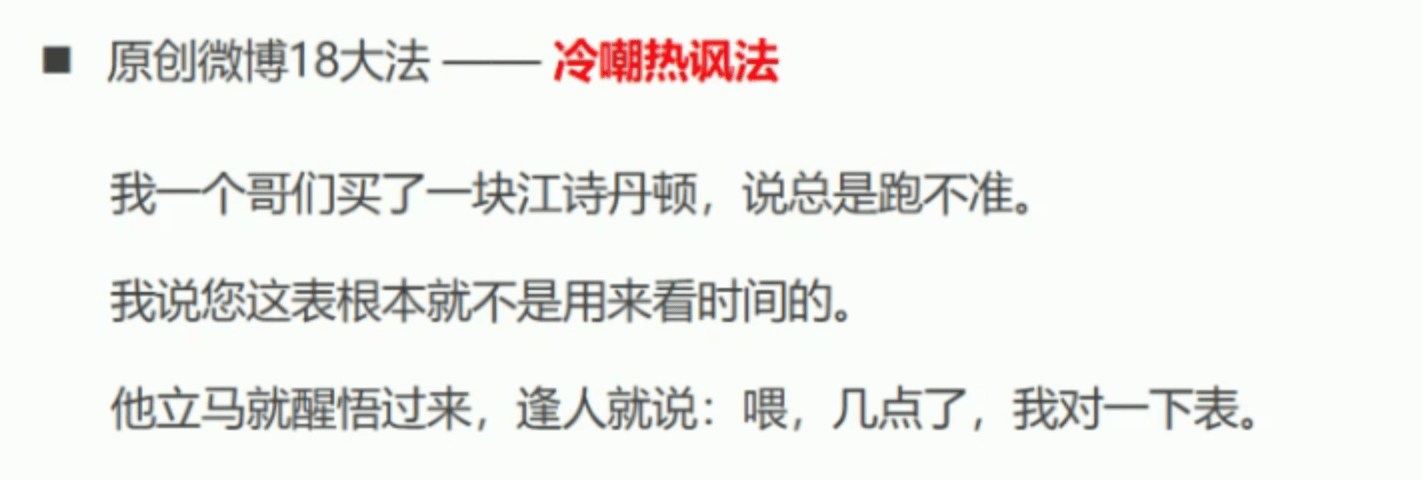 ■ 原创微博18大法 —— 冷嘲热讽法
我一个哥们买了一块江诗丹顿，说总是跑不准。
我说您这表根本就不是用来看时间的。
他立马就醒悟过来，逢人就说：喂，几点了，我对一下表。